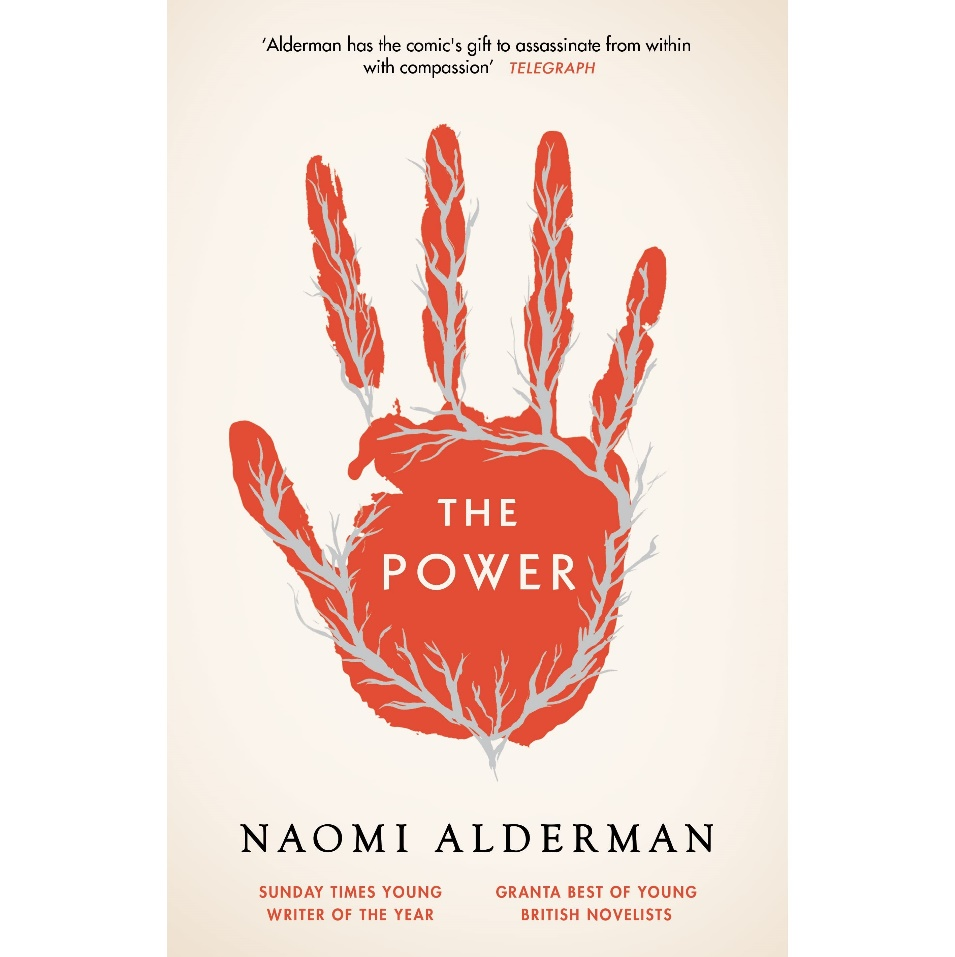 ‘Alderman has the comic's gift to assassinate from within
with compassion’ TELEGRAPH
THE
POWER
NAOMI ALDERMAN
SUNDAY TIMES YOUNG
WRITER OF THE YEAR
GRANTA BEST OF YOUNG
BRITISH NOVELISTS